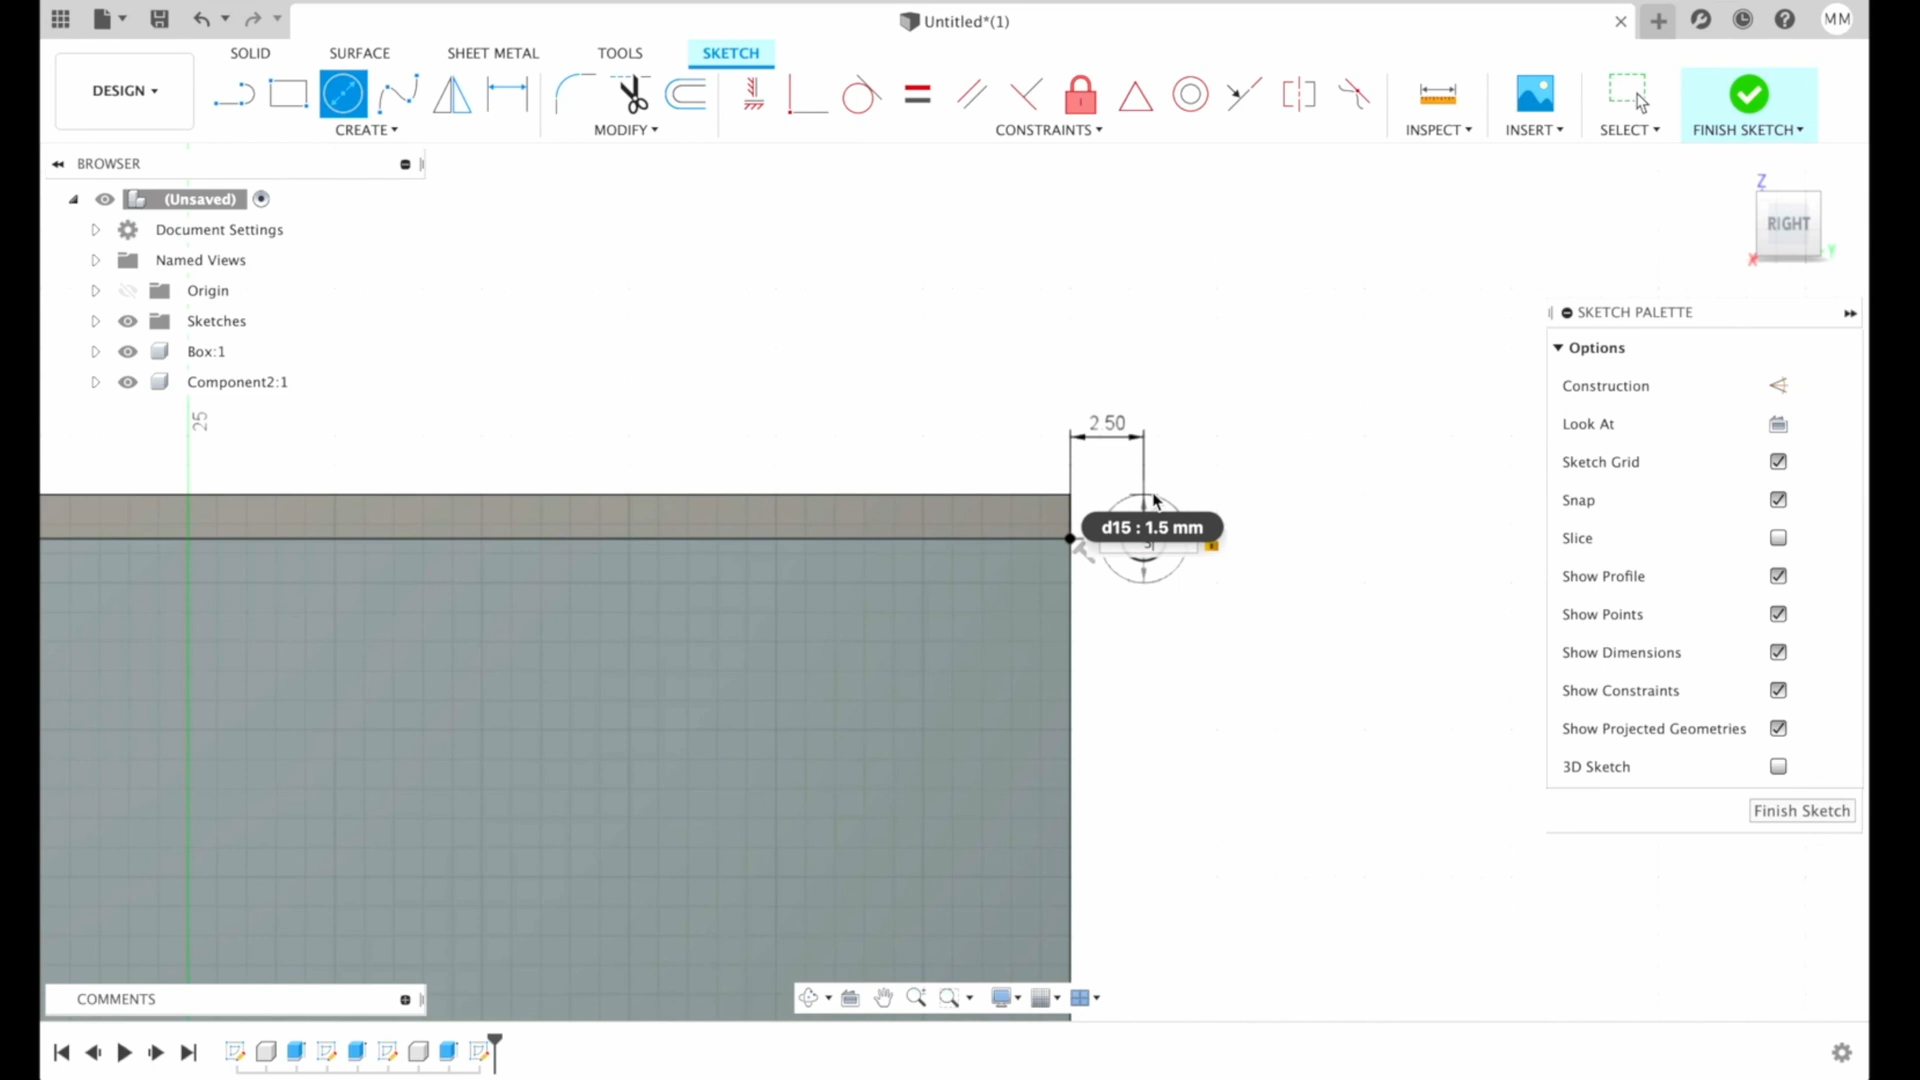 Untitled*(1)
MM
SOLID
SURFACE
SHEET METAL
TOOLS
SKETCH
DESIGN
CREATE
MODIFY
CONSTRAINTS
INSPECT
INSERT
SELECT
FINISH SKETCH
BROWSER
(Unsaved)
Document Settings
Named Views
Origin
Sketches
Box:1
Component2:1
Z
RIGHT
X
Y
25
2.50
d15 : 1.5 mm
SKETCH PALETTE
Options
Construction
Look At
Sketch Grid
Snap
Slice
Show Profile
Show Points
Show Dimensions
Show Constraints
Show Projected Geometries
3D Sketch
Finish Sketch
COMMENTS